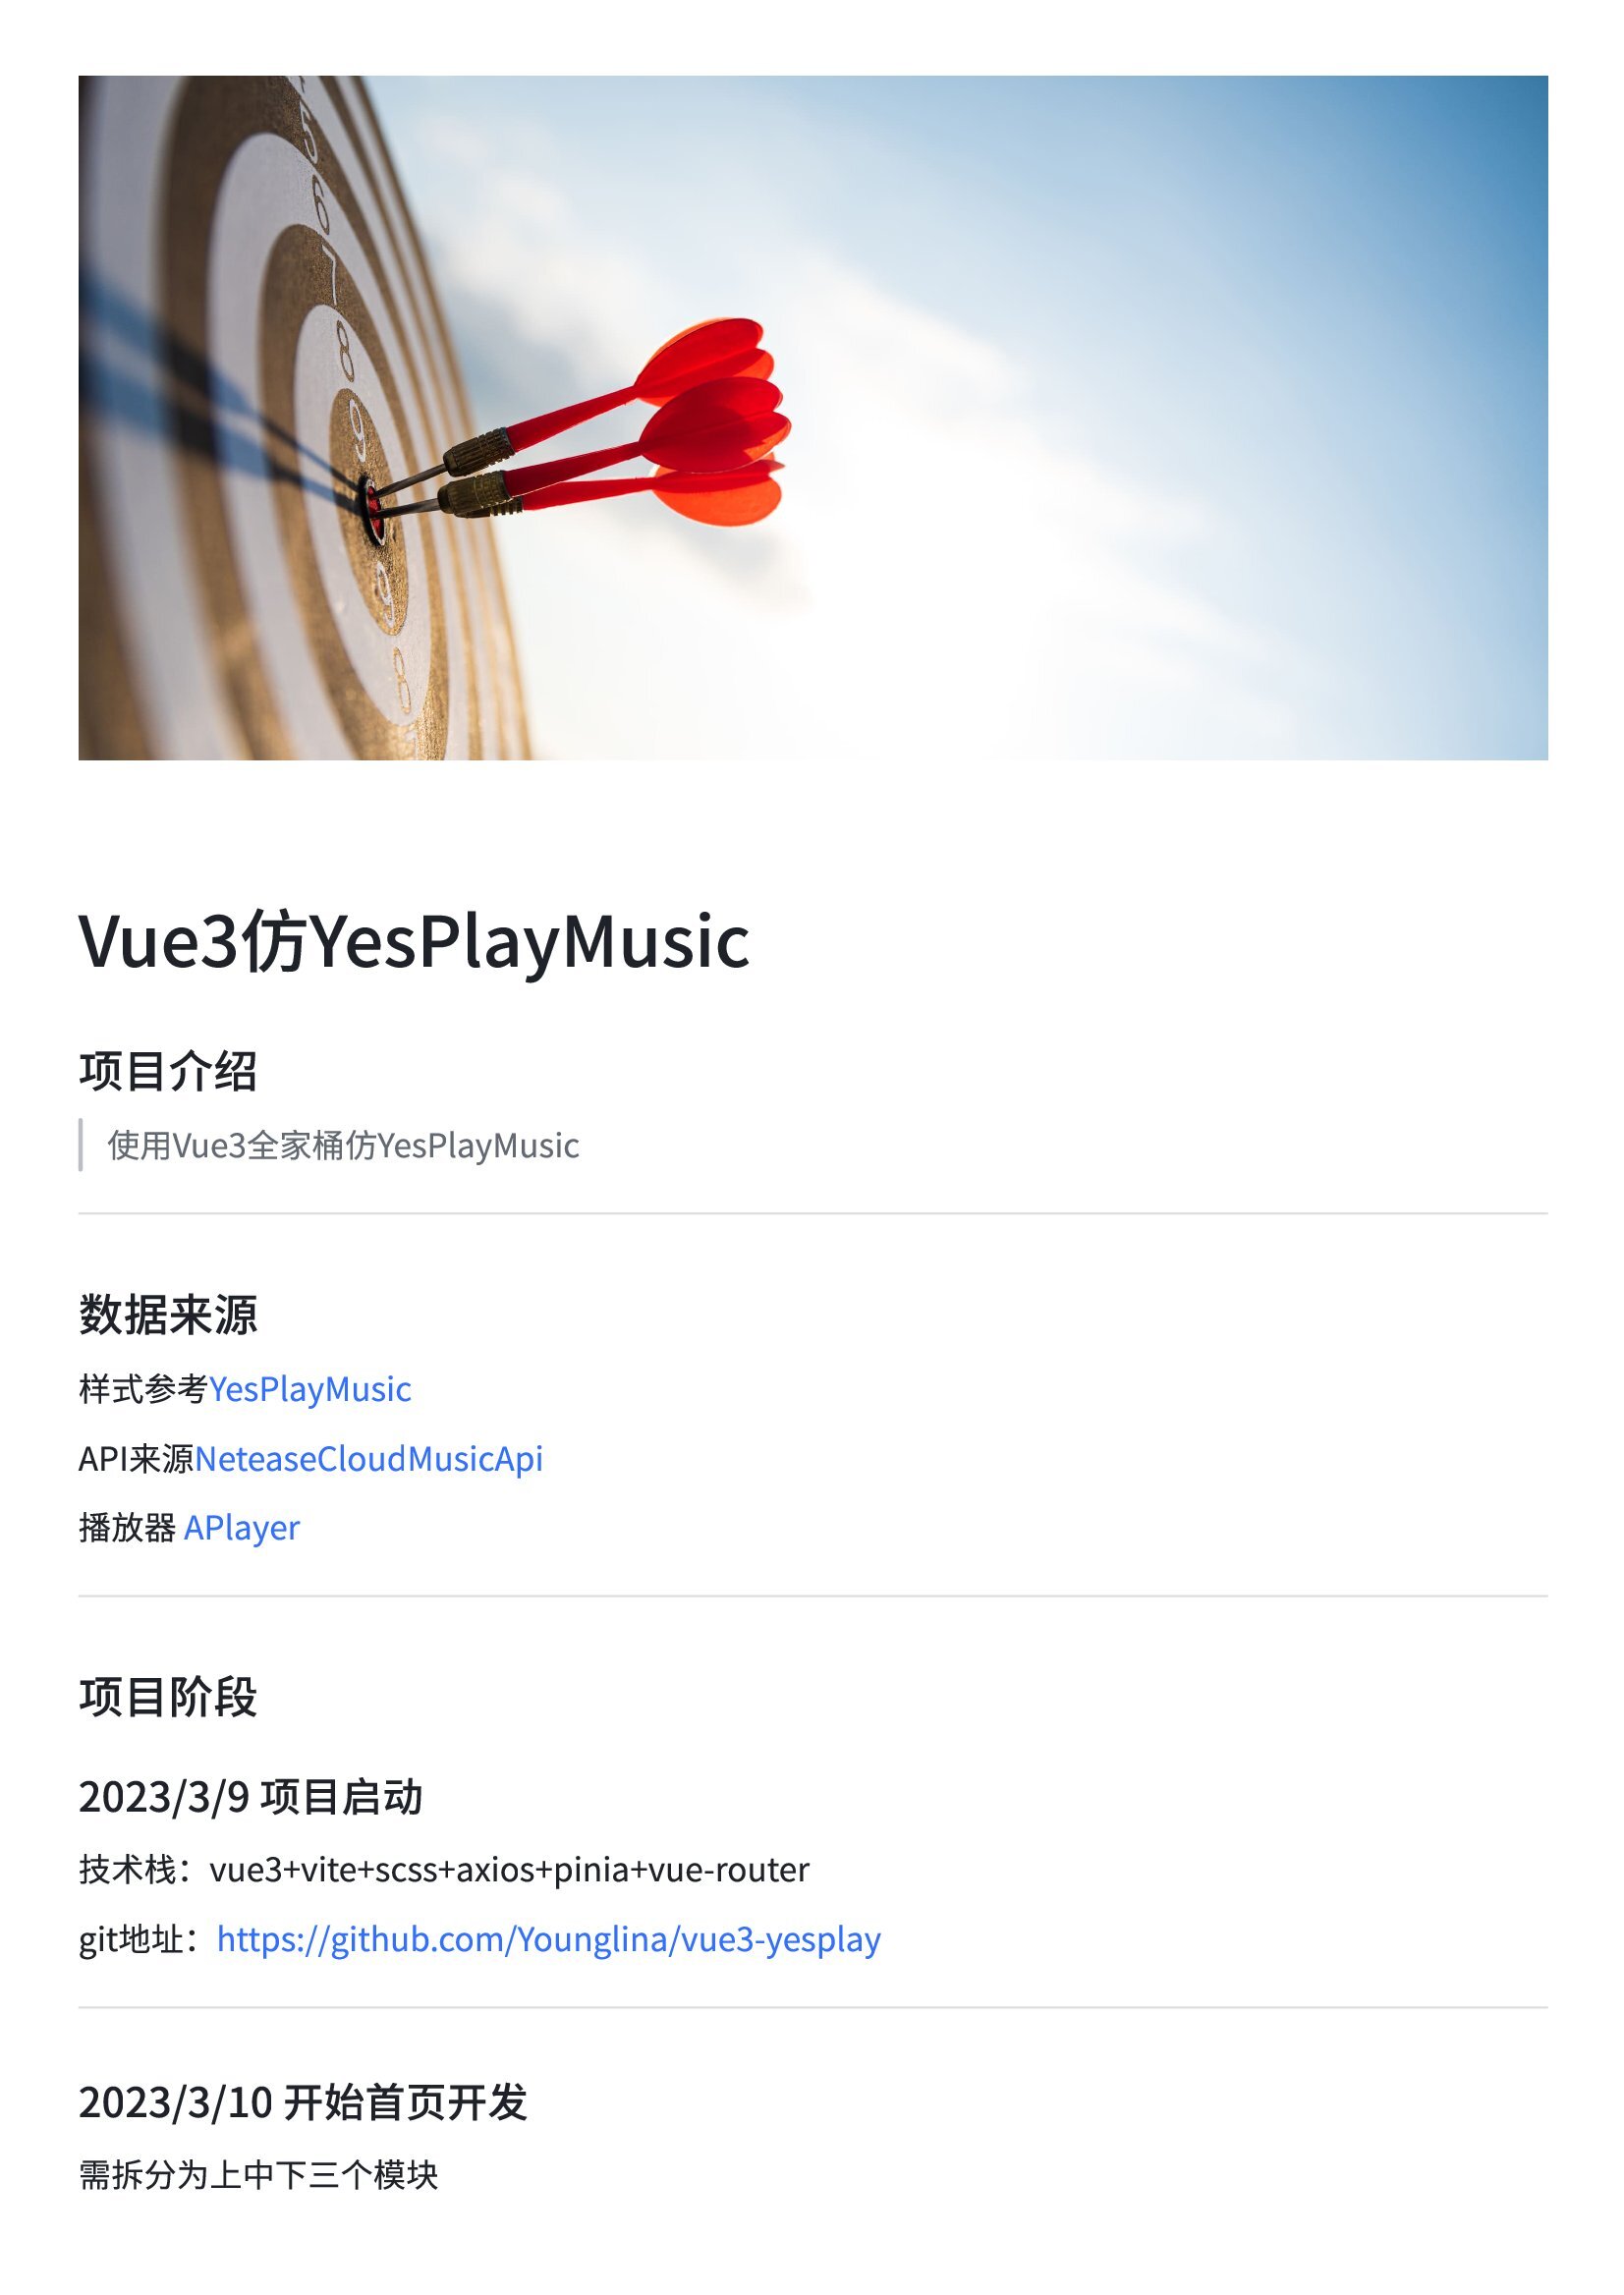 5
6
7
8
9
9
8
Vue3仿YesPlayMusic
项目介绍
使用Vue3全家桶仿YesPlayMusic
数据来源
样式参考YesPlayMusic
API来源NeteaseCloudMusicApi
播放器 APlayer
项目阶段
2023/3/9 项目启动
技术栈：vue3+vite+scss+axios+pinia+vue-router
git地址：https://github.com/Younglina/vue3-yesplay
2023/3/10 开始首页开发
需拆分为上中下三个模块